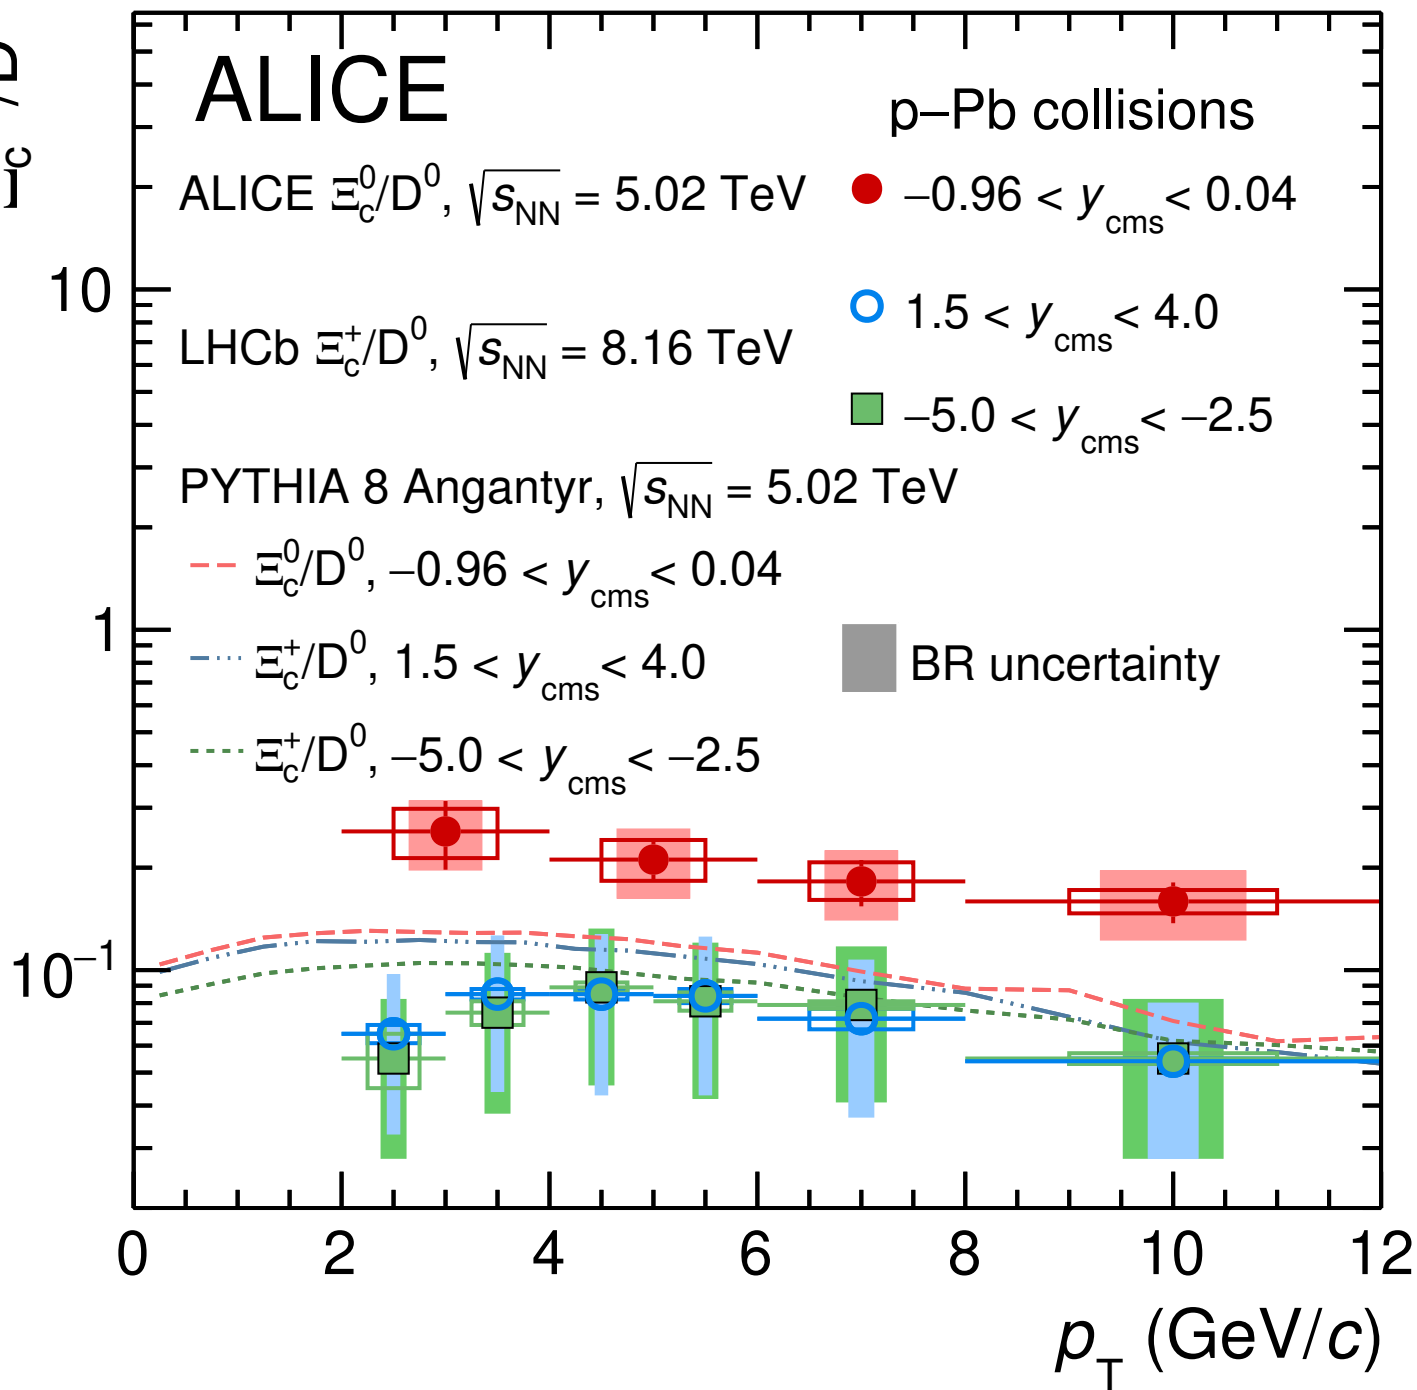 ALICE
p–Pb collisions
ALICE Ξc⁰/D⁰, √sNN = 5.02 TeV
−0.96 < ycms < 0.04
1.5 < ycms < 4.0
LHCb Ξc⁺/D⁰, √sNN = 8.16 TeV
−5.0 < ycms < −2.5
PYTHIA 8 Angantyr, √sNN = 5.02 TeV
Ξc⁰/D⁰, −0.96 < ycms < 0.04
Ξc⁺/D⁰, 1.5 < ycms < 4.0
BR uncertainty
Ξc⁺/D⁰, −5.0 < ycms < −2.5
10
1
10⁻¹
0 2 4 6 8 10 12
pT (GeV/c)